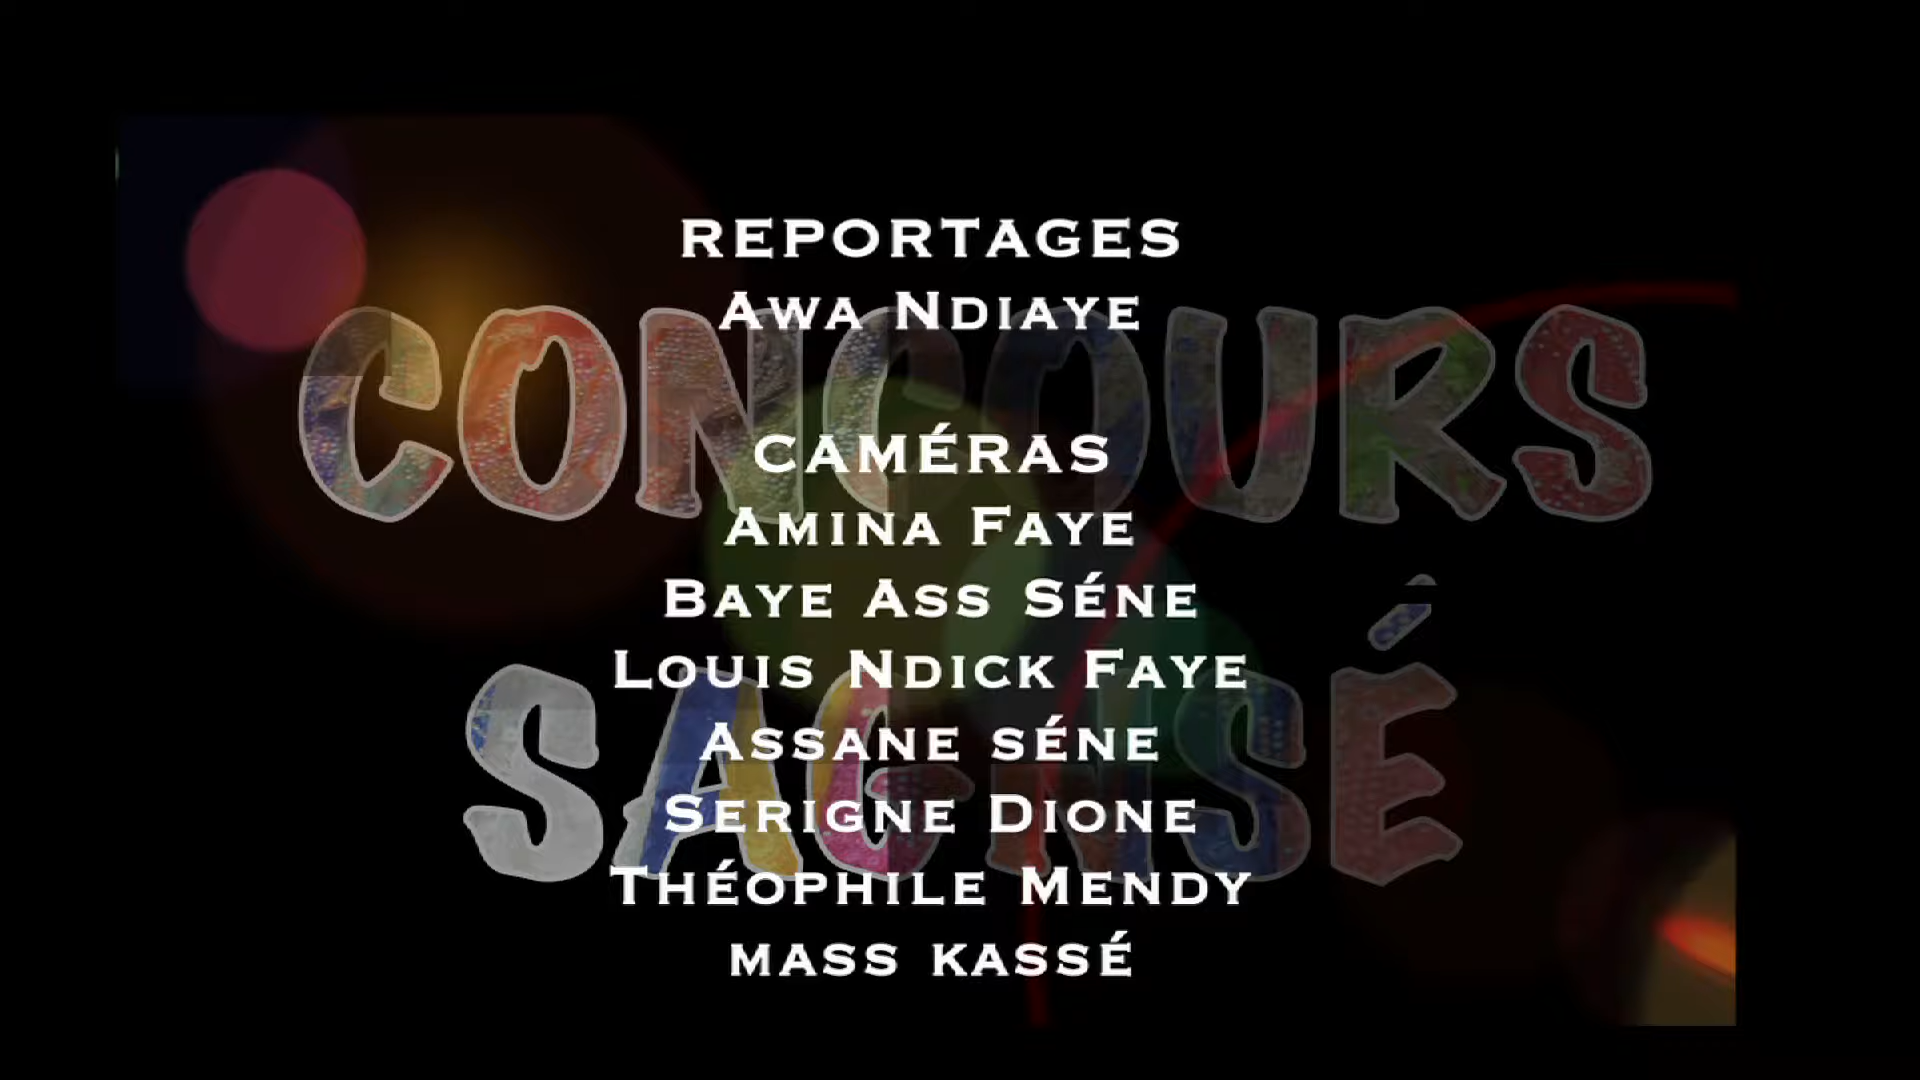 REPORTAGES
AWA NDIAYE
CONCOURS
CAMÉRAS
AMINA FAYE
BAYE ASS SÉNE
LOUIS NDICK FAYE
SAGNSÉ
ASSANE SÉNE
SERIGNE DIONE
THÉOPHILE MENDY
MASS KASSÉ